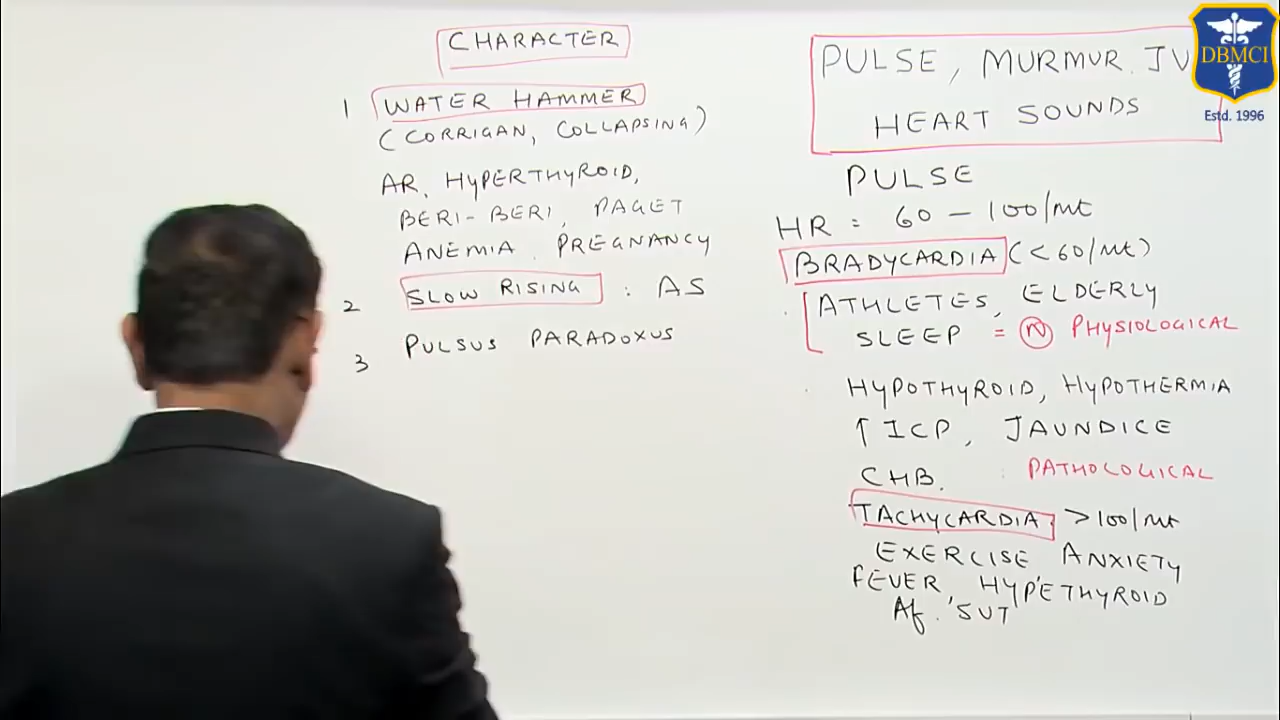 CHARACTER
1 WATER HAMMER
(CORRIGAN, COLLAPSING)
AR, HYPERTHYROID,
BERI-BERI, PAGET
ANEMIA, PREGNANCY
2 SLOW RISING : AS
3 PULSUS PARADOXUS
PULSE, MURMUR, JV
HEART SOUNDS
PULSE
HR = 60 - 100/mt
BRADYCARDIA (< 60/mt)
ATHLETES, ELDERLY
SLEEP = N PHYSIOLOGICAL
HYPOTHYROID, HYPOTHERMIA
↑ ICP, JAUNDICE
CHB. : PATHOLOGICAL
TACHYCARDIA > 100/mt
EXERCISE ANXIETY
FEVER, HYPETHYROID
Af. SVT
DBMCI
Estd. 1996